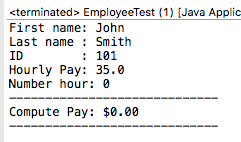 <terminated> EmployeeTest (1) [Java Applic
First name: John
Last name : Smith
ID        : 101
Hourly Pay: 35.0
Number hour: 0
-----------------------------
Compute Pay: $0.00
-----------------------------